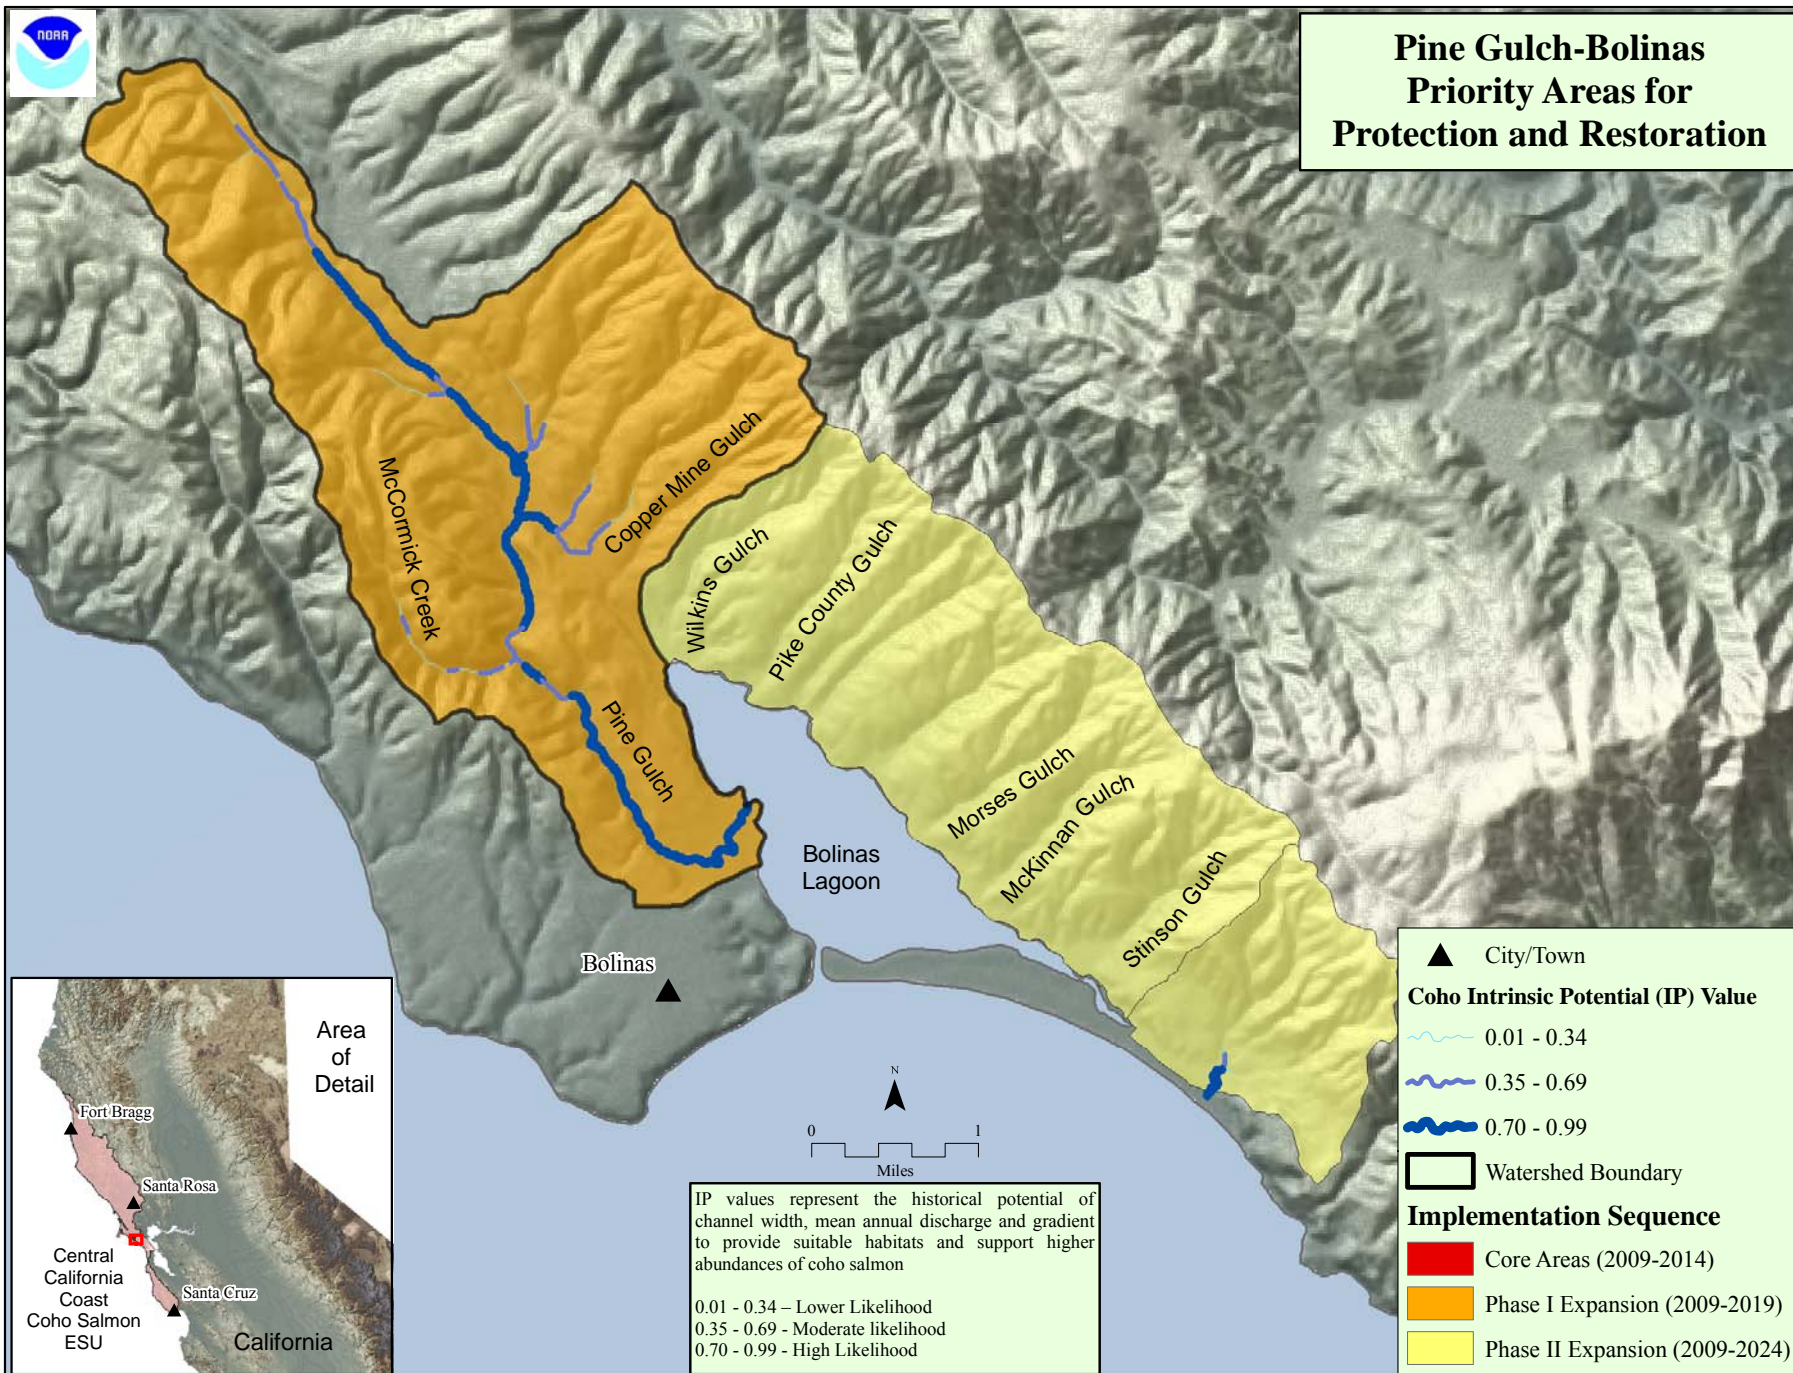 NOAA
Pine Gulch-Bolinas
Priority Areas for
Protection and Restoration
McCormick Creek
Copper Mine Gulch
Wilkins Gulch
Pike County Gulch
Pine Gulch
Morses Gulch
McKinnan Gulch
Stinson Gulch
Bolinas
Lagoon
Bolinas
N
0 1
Miles
Area
of
Detail
Fort Bragg
Santa Rosa
Santa Cruz
Central
California
Coast
Coho Salmon
ESU
California
IP values represent the historical potential of
channel width, mean annual discharge and gradient
to provide suitable habitats and support higher
abundances of coho salmon
0.01 - 0.34 – Lower Likelihood
0.35 - 0.69 - Moderate likelihood
0.70 - 0.99 - High Likelihood
City/Town
Coho Intrinsic Potential (IP) Value
0.01 - 0.34
0.35 - 0.69
0.70 - 0.99
Watershed Boundary
Implementation Sequence
Core Areas (2009-2014)
Phase I Expansion (2009-2019)
Phase II Expansion (2009-2024)